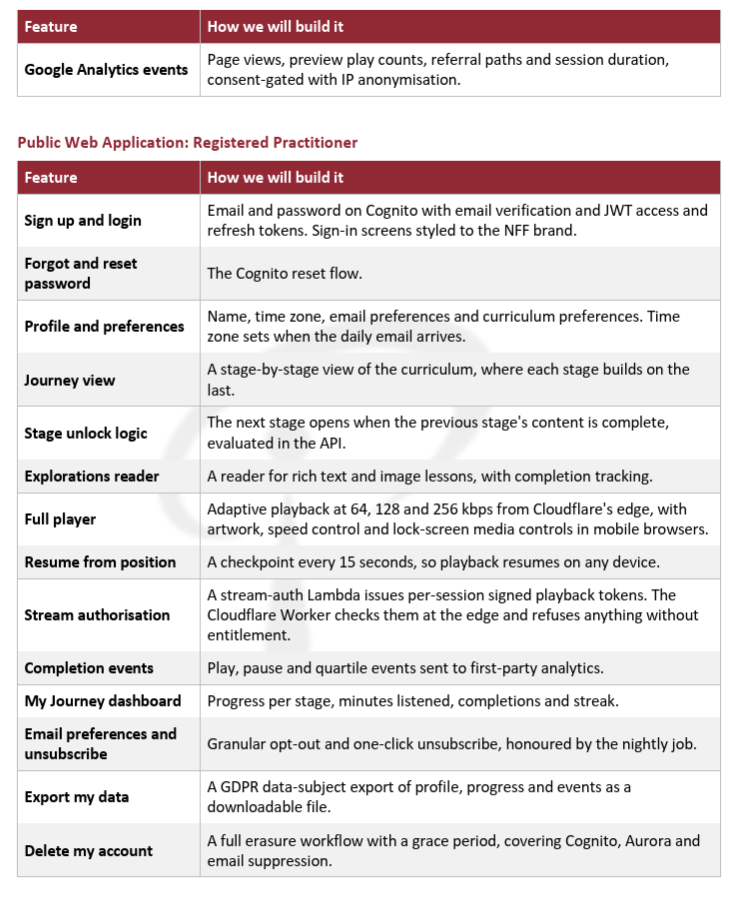 Feature How we will build it
Google Analytics events Page views, preview play counts, referral paths and session duration,
consent-gated with IP anonymisation.
Public Web Application: Registered Practitioner
Feature How we will build it
Sign up and login Email and password on Cognito with email verification and JWT access and
refresh tokens. Sign-in screens styled to the NFF brand.
Forgot and reset
password
The Cognito reset flow.
Profile and preferences Name, time zone, email preferences and curriculum preferences. Time
zone sets when the daily email arrives.
Journey view A stage-by-stage view of the curriculum, where each stage builds on the
last.
Stage unlock logic The next stage opens when the previous stage's content is complete,
evaluated in the API.
Explorations reader A reader for rich text and image lessons, with completion tracking.
Full player Adaptive playback at 64, 128 and 256 kbps from Cloudflare's edge, with
artwork, speed control and lock-screen media controls in mobile browsers.
Resume from position A checkpoint every 15 seconds, so playback resumes on any device.
Stream authorisation A stream-auth Lambda issues per-session signed playback tokens. The
Cloudflare Worker checks them at the edge and refuses anything without
entitlement.
Completion events Play, pause and quartile events sent to first-party analytics.
My Journey dashboard Progress per stage, minutes listened, completions and streak.
Email preferences and
unsubscribe
Granular opt-out and one-click unsubscribe, honoured by the nightly job.
Export my data A GDPR data-subject export of profile, progress and events as a
downloadable file.
Delete my account A full erasure workflow with a grace period, covering Cognito, Aurora and
email suppression.